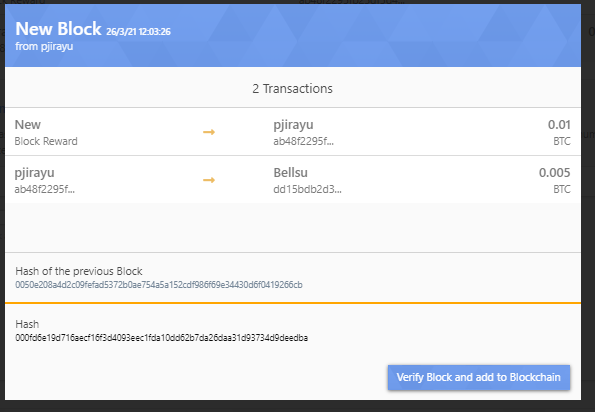 New Block 26/3/21 12:03:26
from pjirayu
2 Transactions
New → pjirayu 0.01
Block Reward ab48f2295f... BTC
pjirayu → Bellsu 0.005
ab48f2295f... dd15bdb2d3... BTC
Hash of the previous Block
0050e208a4d2c09fefad5372b0ae754a5a152cdf986f69e34430d6f0419266cb
Hash
000fd6e19d716aecf16f3d4093eec1fda10dd62b7da26daa31d93734d9deedba
Verify Block and add to Blockchain